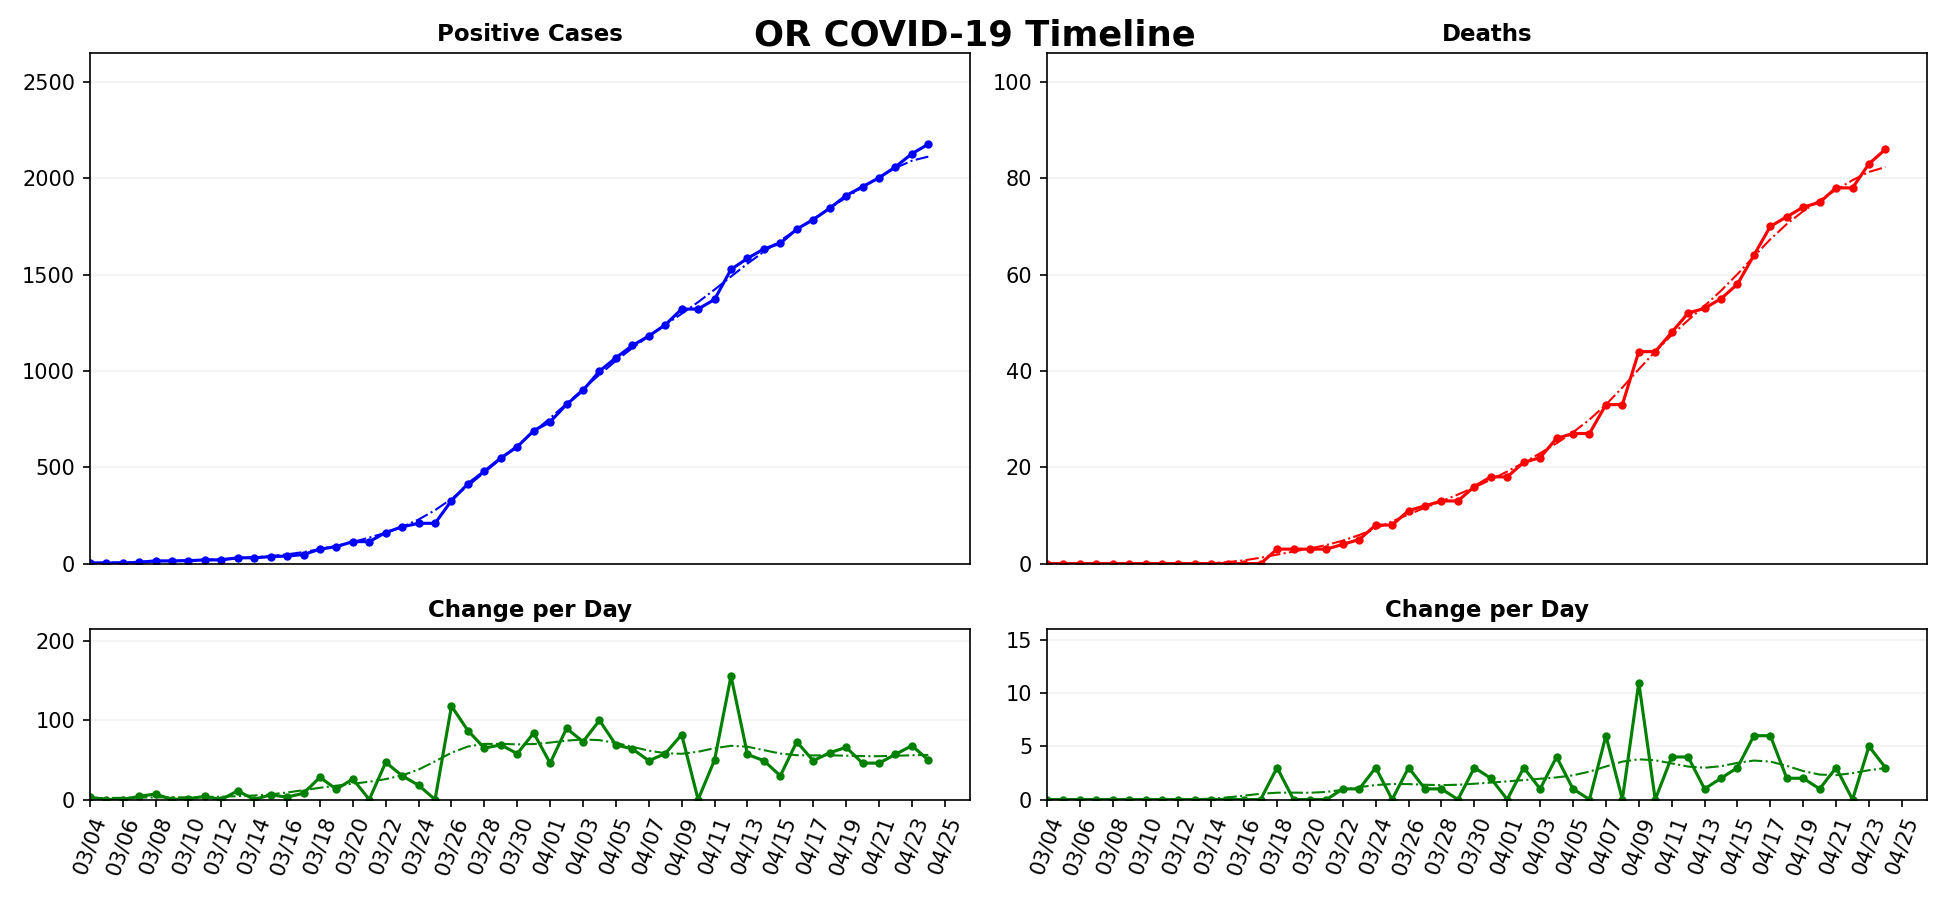 OR COVID-19 Timeline
Positive Cases
2500
2000
1500
1000
500
0
Deaths
100
80
60
40
20
0
Change per Day
200
100
0
03/04 03/06 03/08 03/10 03/12 03/14 03/16 03/18 03/20 03/22 03/24 03/26 03/28 03/30 04/01 04/03 04/05 04/07 04/09 04/11 04/13 04/15 04/17 04/19 04/21 04/23 04/25
Change per Day
15
10
5
0
03/04 03/06 03/08 03/10 03/12 03/14 03/16 03/18 03/20 03/22 03/24 03/26 03/28 03/30 04/01 04/03 04/05 04/07 04/09 04/11 04/13 04/15 04/17 04/19 04/21 04/23 04/25